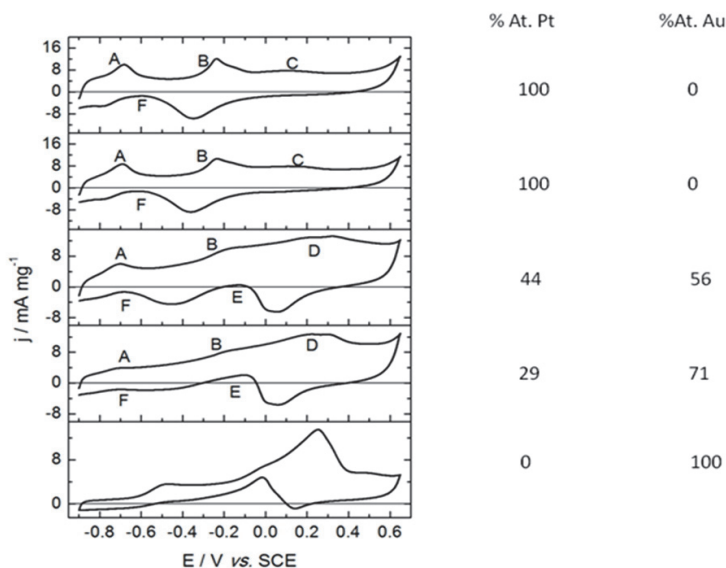 % At. Pt %At. Au
16
8
0
-8
A B C
F
100 0
16
8
0
-8
A B C
F
100 0
8
0
-8
A B D
F E
44 56
8
0
-8
A B D
F E
29 71
8
0
0 100
-0.8 -0.6 -0.4 -0.2 0.0 0.2 0.4 0.6
E / V vs. SCE
j / mA mg-1